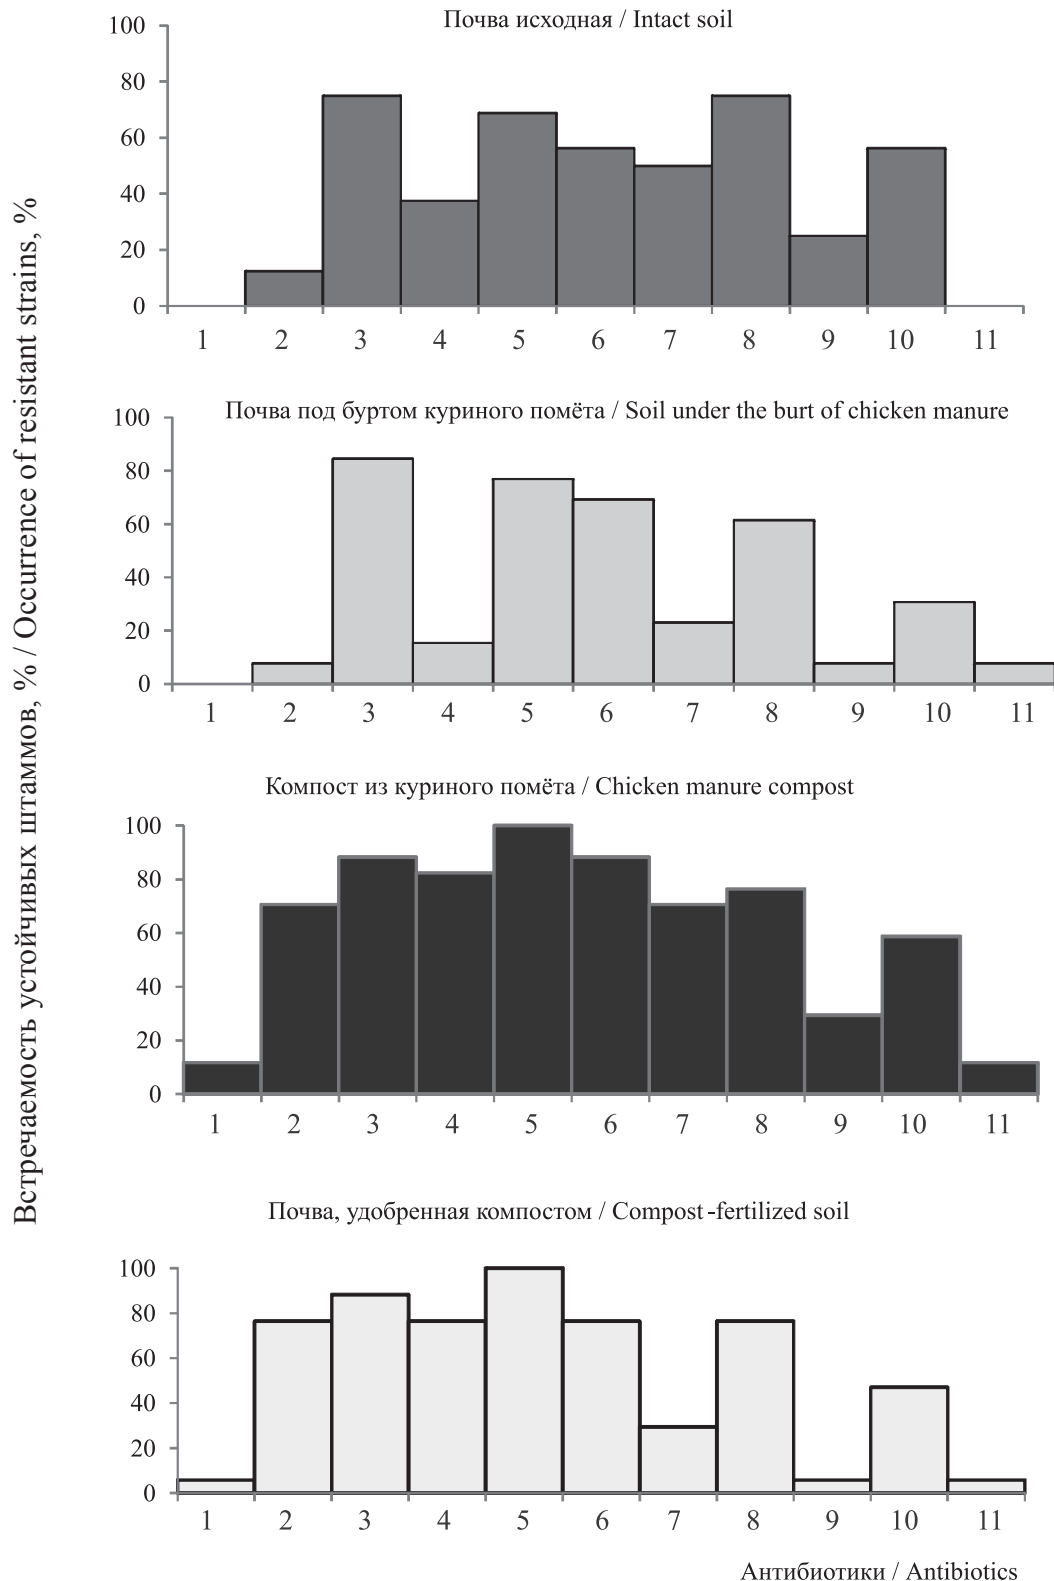 Встречаемость устойчивых штаммов, % / Occurrence of resistant strains, %
Почва исходная / Intact soil
100
80
60
40
20
0
1 2 3 4 5 6 7 8 9 10 11
Почва под буртом куриного помёта / Soil under the burt of chicken manure
100
80
60
40
20
0
1 2 3 4 5 6 7 8 9 10 11
Компост из куриного помёта / Chicken manure compost
100
80
60
40
20
0
1 2 3 4 5 6 7 8 9 10 11
Почва, удобренная компостом / Compost-fertilized soil
100
80
60
40
20
0
1 2 3 4 5 6 7 8 9 10 11
Антибиотики / Antibiotics